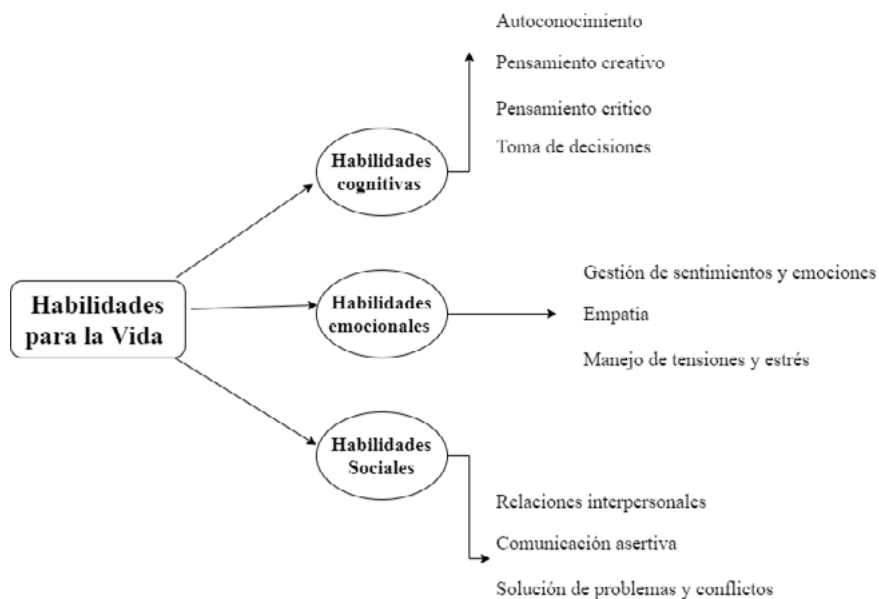 Autoconocimiento
Pensamiento creativo
Pensamiento crítico
Toma de decisiones
Habilidades
cognitivas
Habilidades
para la Vida
Habilidades
emocionales
Gestión de sentimientos y emociones
Empatía
Manejo de tensiones y estrés
Habilidades
Sociales
Relaciones interpersonales
Comunicación asertiva
Solución de problemas y conflictos